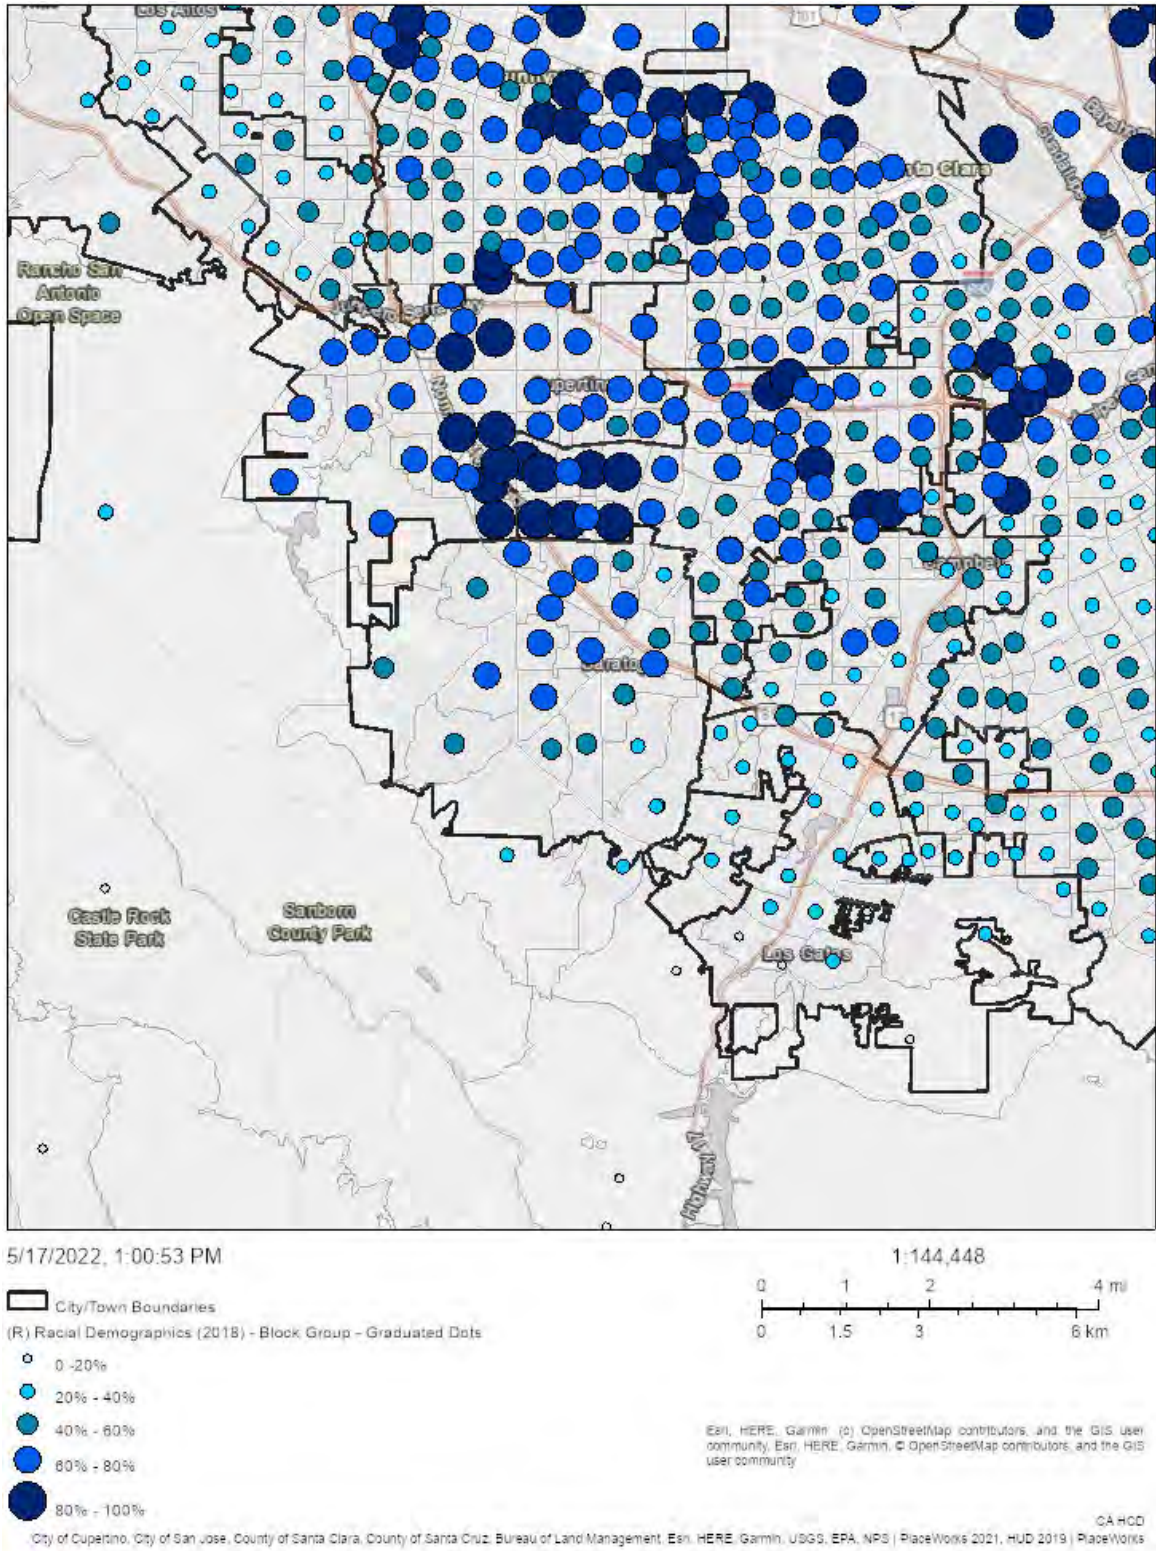 Los Altos
101
Santa Clara
Rancho San
Antonio
Open Space
Campbell
Saratoga
17
Castle Rock
State Park
Sanborn
County Park
Los Gatos
Highway 17
5/17/2022, 1:00:53 PM
1:144,448
0 1 2 4 mi
0 1.5 3 6 km
City/Town Boundaries
(R) Racial Demographics (2018) - Block Group - Graduated Dots
0 -20%
20% - 40%
40% - 60%
60% - 80%
80% - 100%
Esri, HERE, Garmin, (c) OpenStreetMap contributors, and the GIS user
community, Esri, HERE, Garmin, © OpenStreetMap contributors, and the GIS
user community
CA HCD
City of Cupertino, City of San Jose, County of Santa Clara, County of Santa Cruz, Bureau of Land Management, Esri, HERE, Garmin, USGS, EPA, NPS | PlaceWorks 2021, HUD 2019 | PlaceWorks